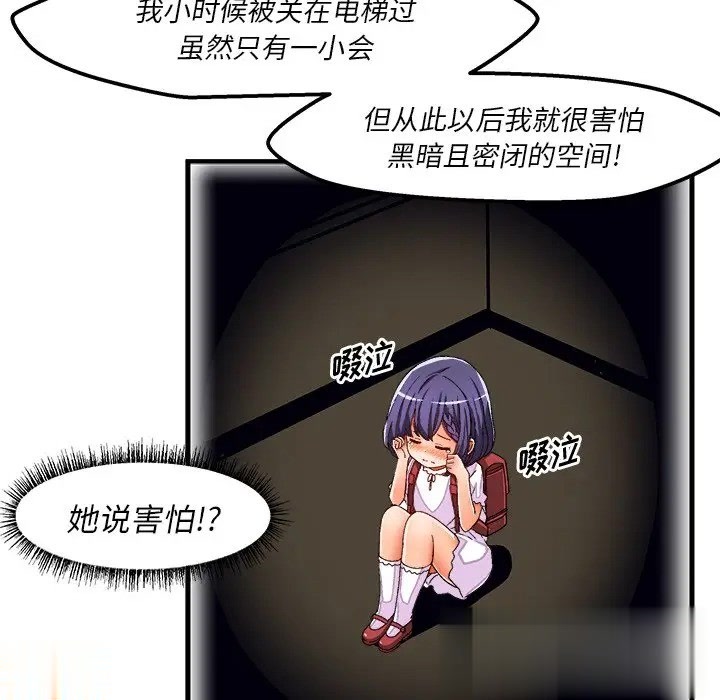 我小时候被关在电梯过
虽然只有一小会
但从此以后我就很害怕
黑暗且密闭的空间!
啜泣
啜泣
她说害怕!?